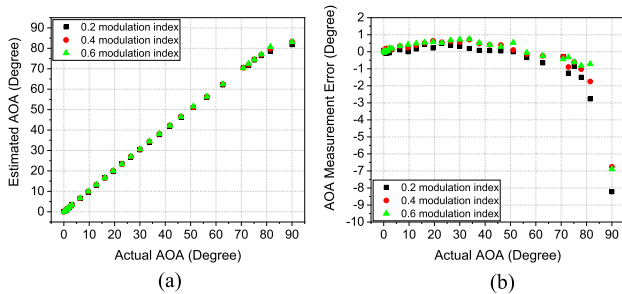 0.2 modulation index
0.4 modulation index
0.6 modulation index
Estimated AOA (Degree)
90
80
70
60
50
40
30
20
10
0
0 10 20 30 40 50 60 70 80 90
Actual AOA (Degree)
(a)
AOA Measurement Error (Degree)
2
1
0
-1
-2
-3
-4
-5
-6
-7
-8
-9
-10
0.2 modulation index
0.4 modulation index
0.6 modulation index
0 10 20 30 40 50 60 70 80 90
Actual AOA (Degree)
(b)